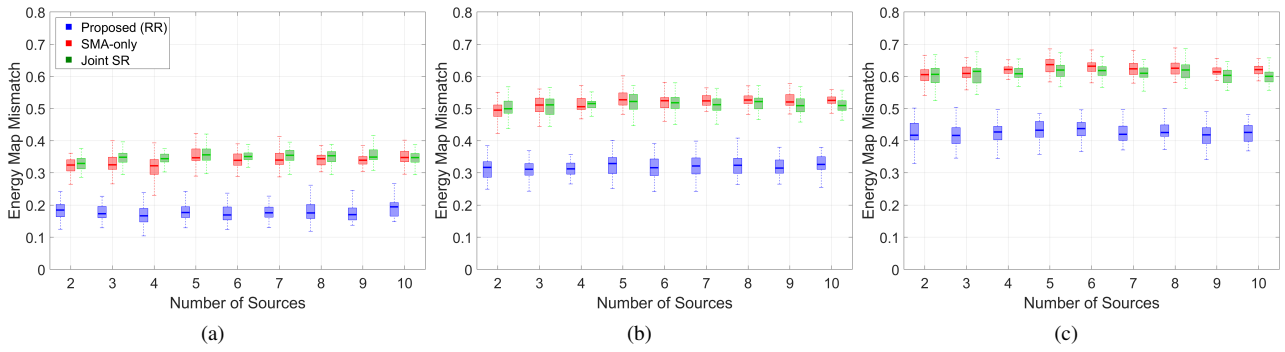 0.8
0.7
0.6
0.5
0.4
0.3
0.2
0.1
0
Energy Map Mismatch
Proposed (RR)
SMA-only
Joint SR
2 3 4 5 6 7 8 9 10
Number of Sources
(a)
0.8
0.7
0.6
0.5
0.4
0.3
0.2
0.1
0
Energy Map Mismatch
2 3 4 5 6 7 8 9 10
Number of Sources
(b)
0.8
0.7
0.6
0.5
0.4
0.3
0.2
0.1
0
Energy Map Mismatch
2 3 4 5 6 7 8 9 10
Number of Sources
(c)